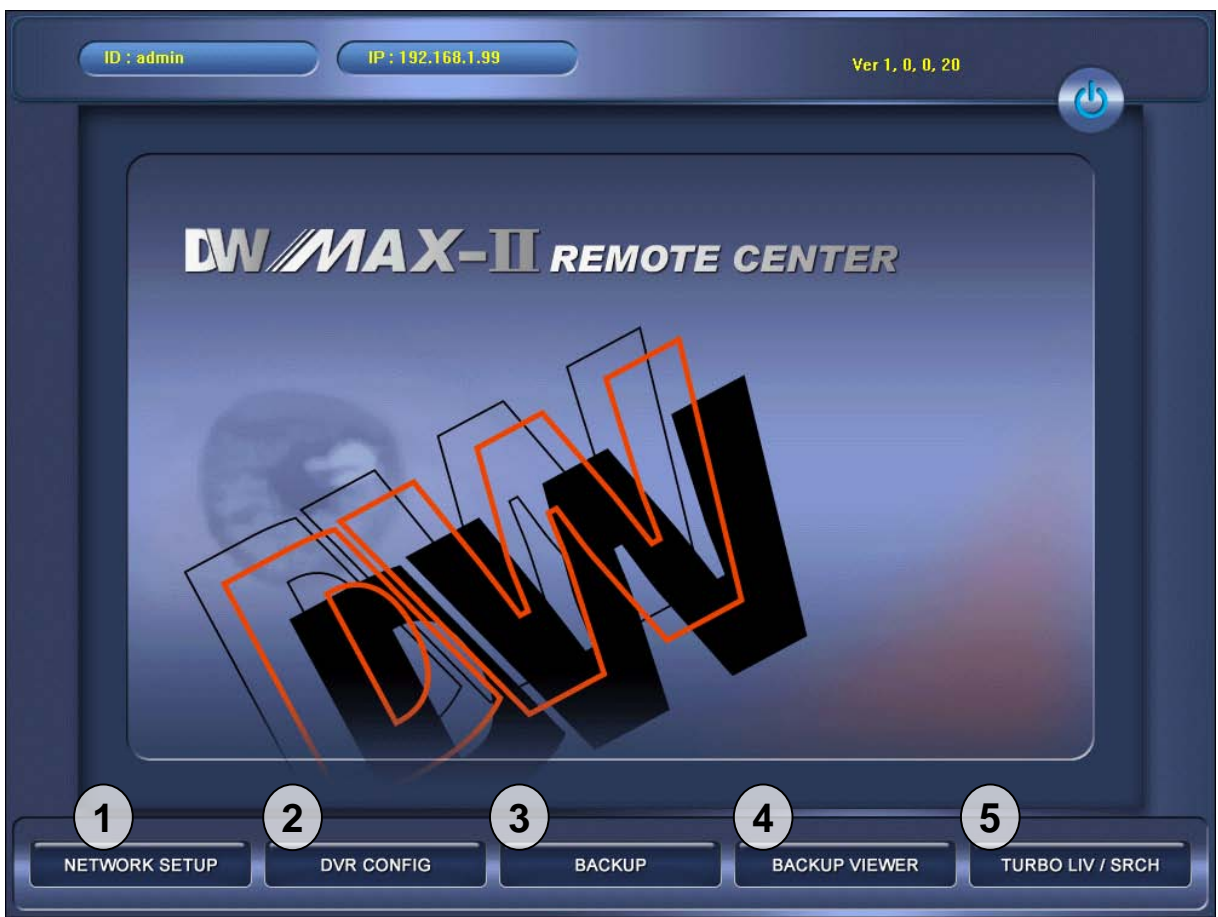 ID : admin
IP : 192.168.1.99
Ver 1, 0, 0, 20
DW/MAX-II REMOTE CENTER
DW
1
2
3
4
5
NETWORK SETUP
DVR CONFIG
BACKUP
BACKUP VIEWER
TURBO LIV / SRCH